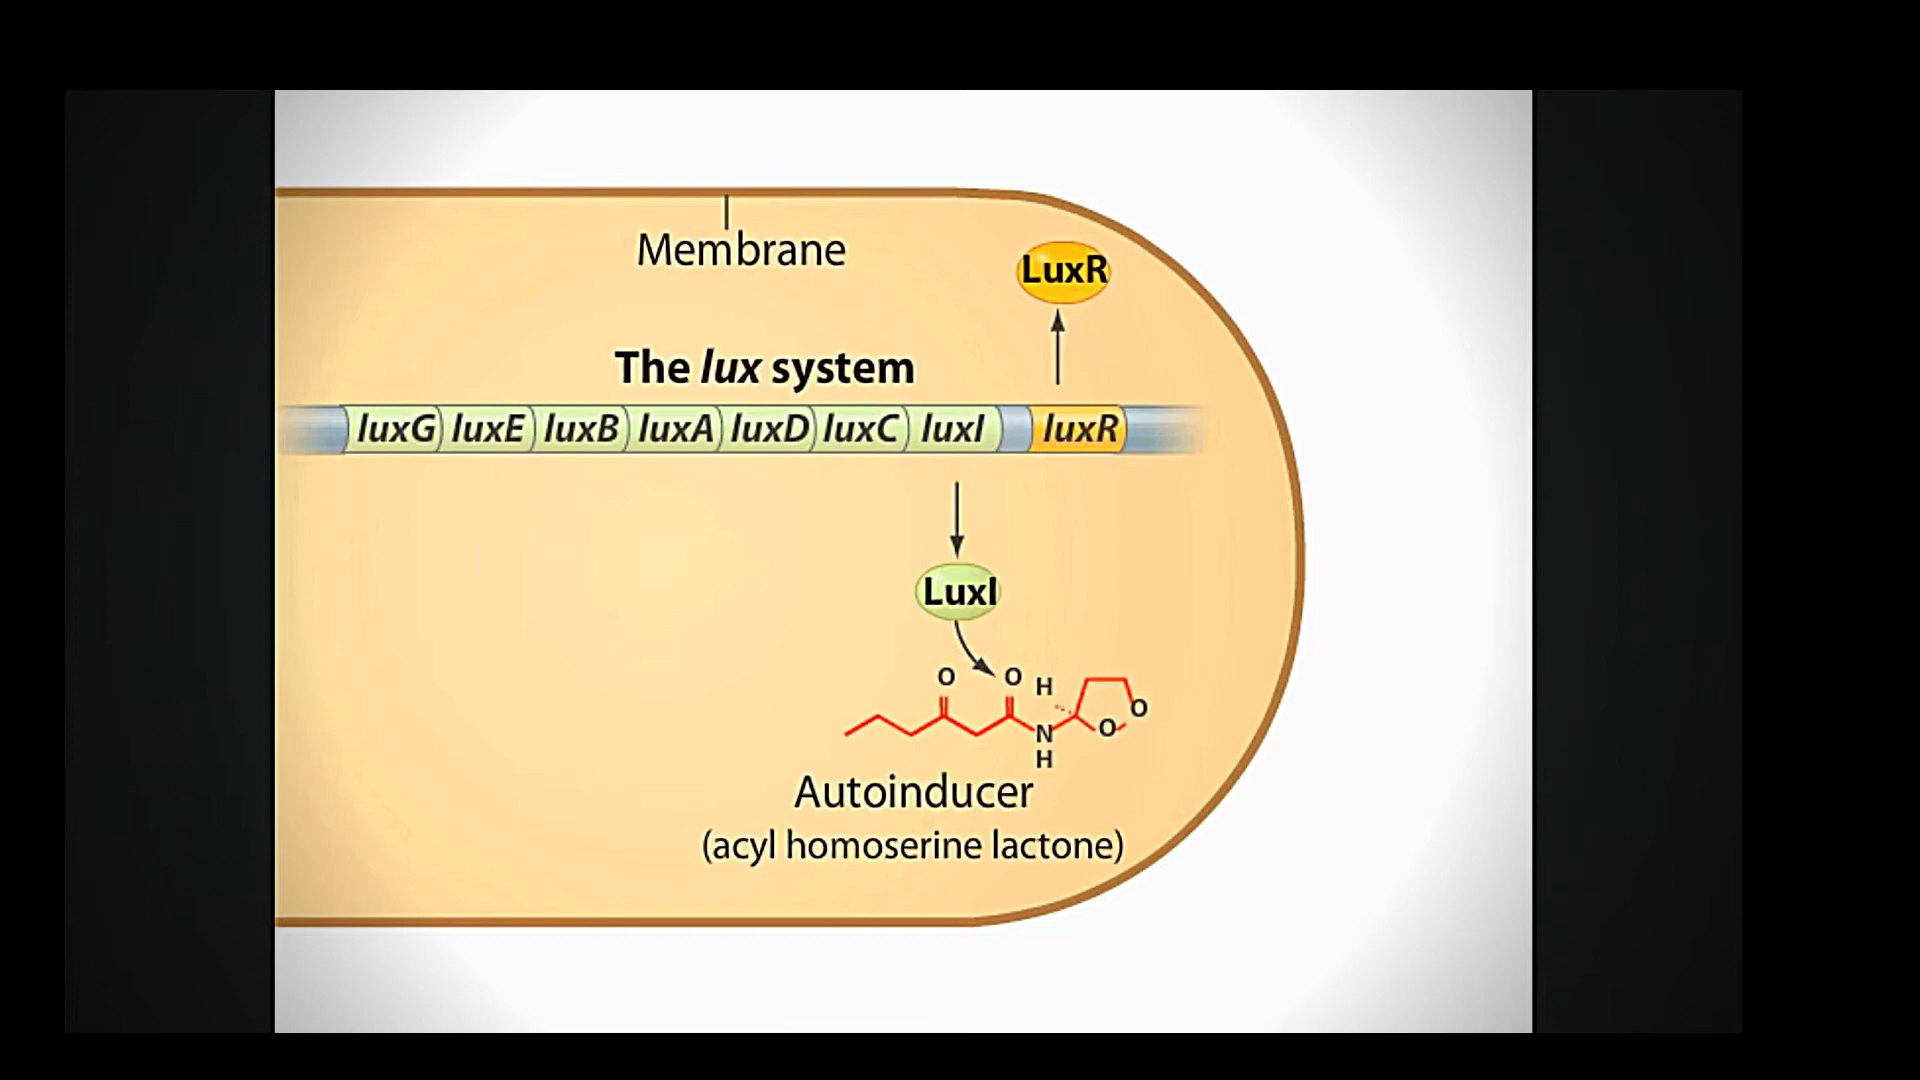 Membrane
LuxR
The lux system
luxG luxE luxB luxA luxD luxC luxI luxR
LuxI
O O H
O
O
N
H
Autoinducer
(acyl homoserine lactone)